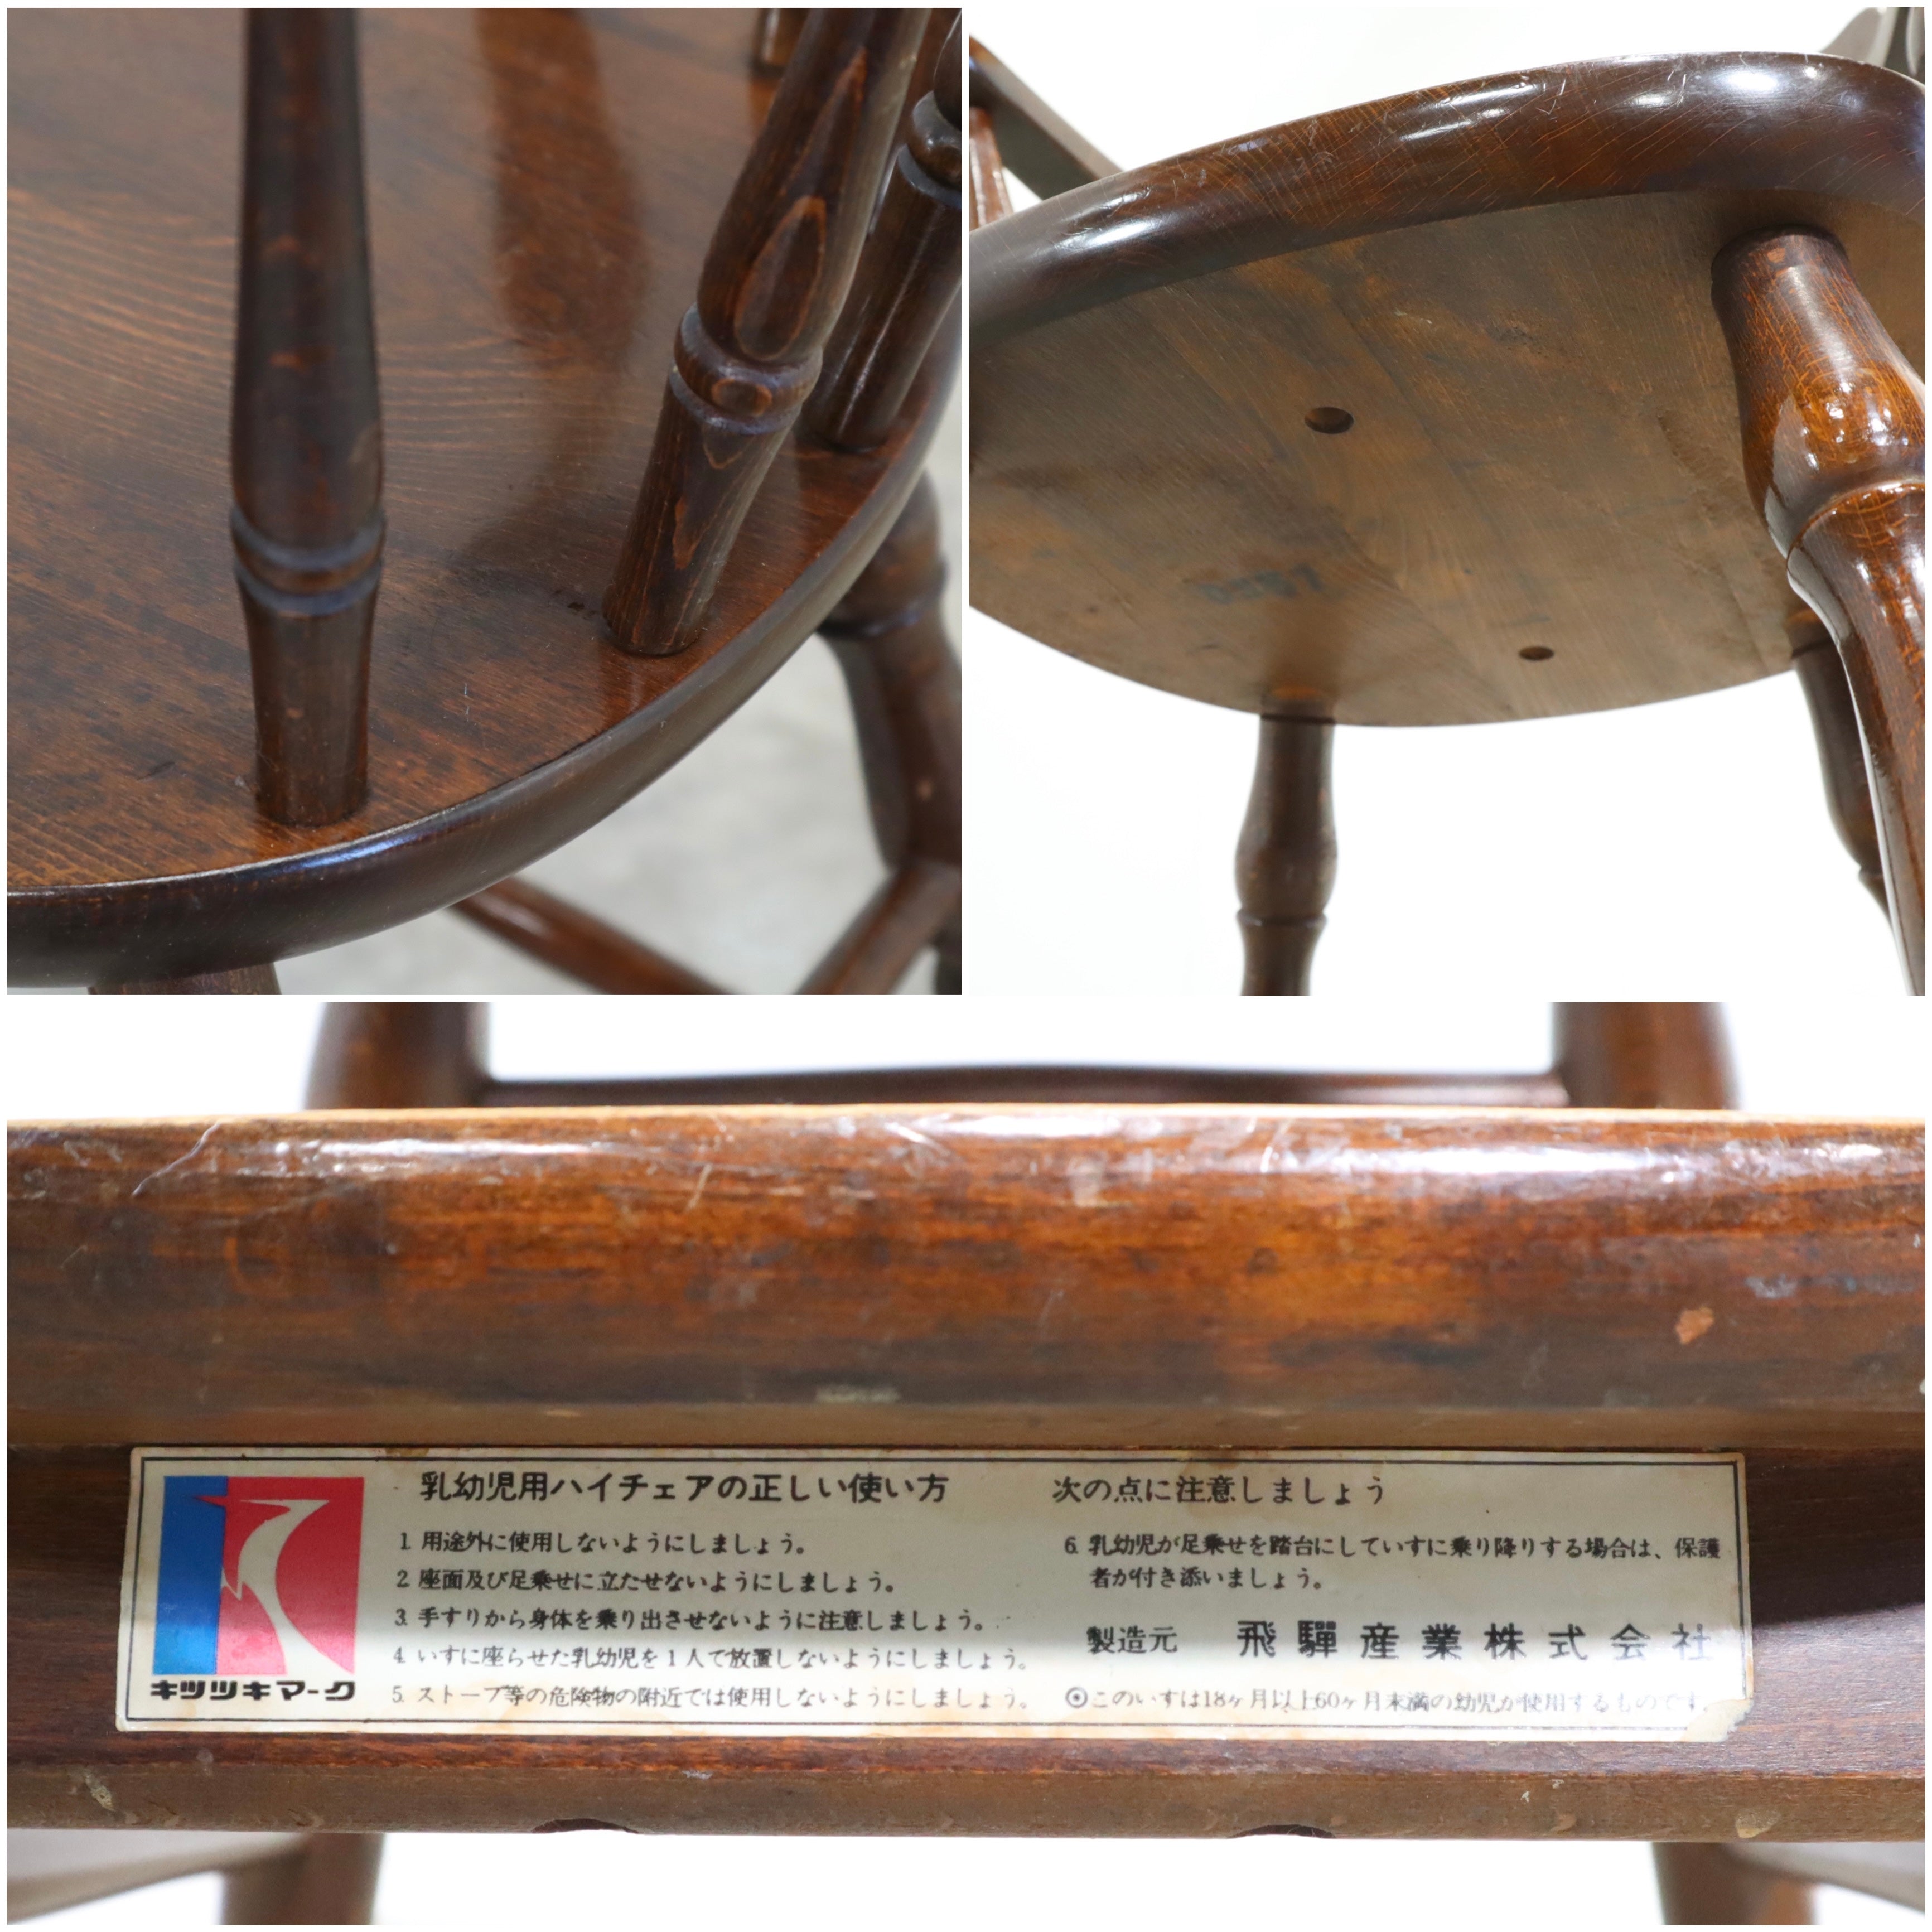 乳幼児用ハイチェアの正しい使い方
1. 用途外に使用しないようにしましょう。
2. 座面及び足乗せに立たせないようにしましょう。
3. 手すりから身体を乗り出させないように注意しましょう。
4. いすに座らせた乳幼児を1人で放置しないようにしましょう。
5. ストーブ等の危険物の附近では使用しないようにしましょう。
キツツキマーク
次の点に注意しましょう
6. 乳幼児が足乗せを踏台にしていすに乗り降りする場合は、保護
者が付き添いましょう。
製造元 飛驒産業株式会社
◉このいすは18ヶ月以上60ヶ月未満の幼児が使用するものです。